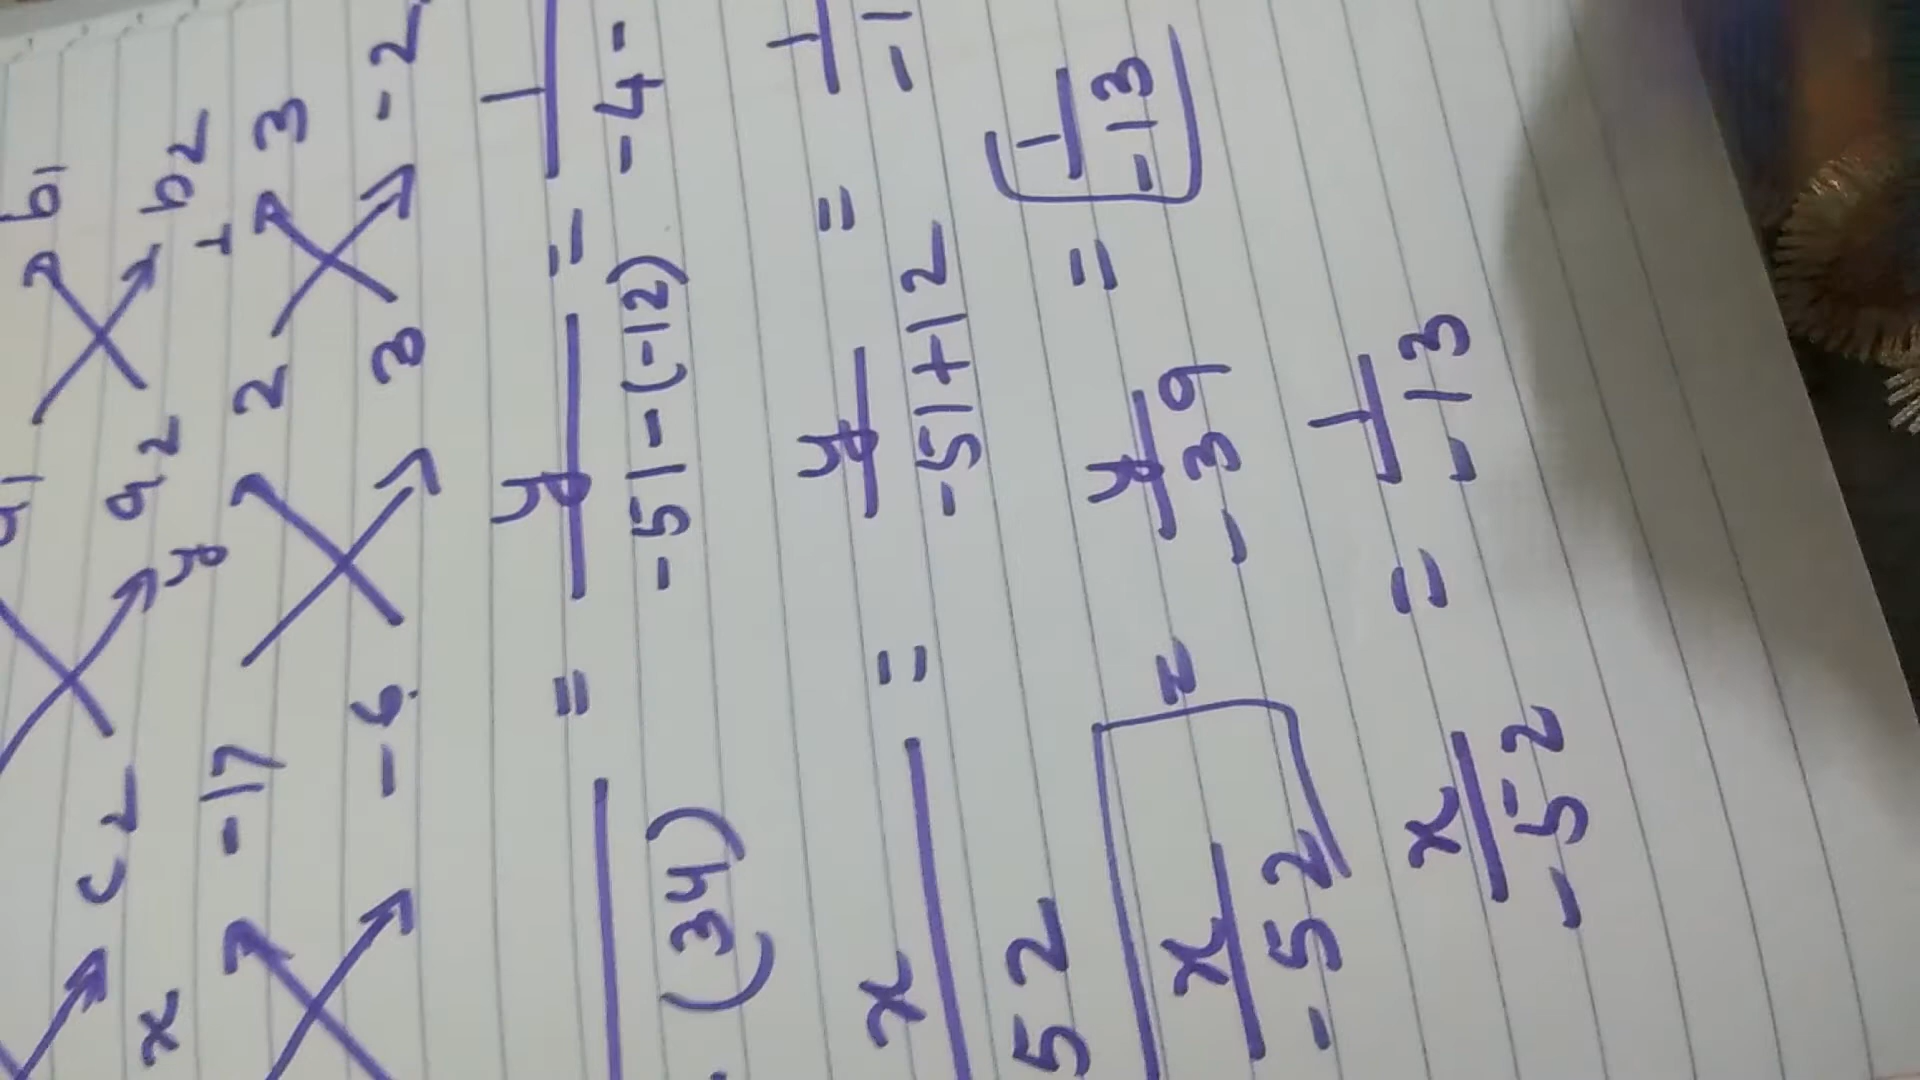 b1
c2 a2 b2
x y 1
-17 2 3
-6 3 -2
= y/-51-(-12) = 1/-4-
(34)
x/52 = y/-51+12 = 1/-1
x/-52 = y/-39 = 1/-13
x/-52 = 1/-13